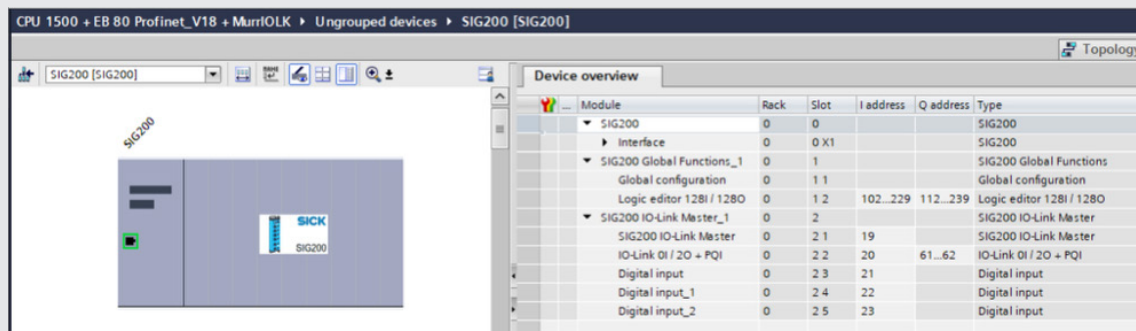 CPU 1500 + EB 80 Profinet_V18 + MurrIOLK ▸ Ungrouped devices ▸ SIG200 [SIG200]
Topology
SIG200 [SIG200]
Device overview
... Module Rack Slot I address Q address Type
SIG200 0 0 SIG200
Interface 0 0 X1 SIG200
SIG200 Global Functions_1 0 1 SIG200 Global Functions
Global configuration 0 1 1 Global configuration
Logic editor 128I / 128O 0 1 2 102...229 112...239 Logic editor 128I / 128O
SIG200 IO-Link Master_1 0 2 SIG200 IO-Link Master
SIG200 IO-Link Master 0 2 1 19 SIG200 IO-Link Master
IO-Link 0I / 2O + PQI 0 2 2 20 61...62 IO-Link 0I / 2O + PQI
Digital input 0 2 3 21 Digital input
Digital input_1 0 2 4 22 Digital input
Digital input_2 0 2 5 23 Digital input
SIG200
SICK
SIG200